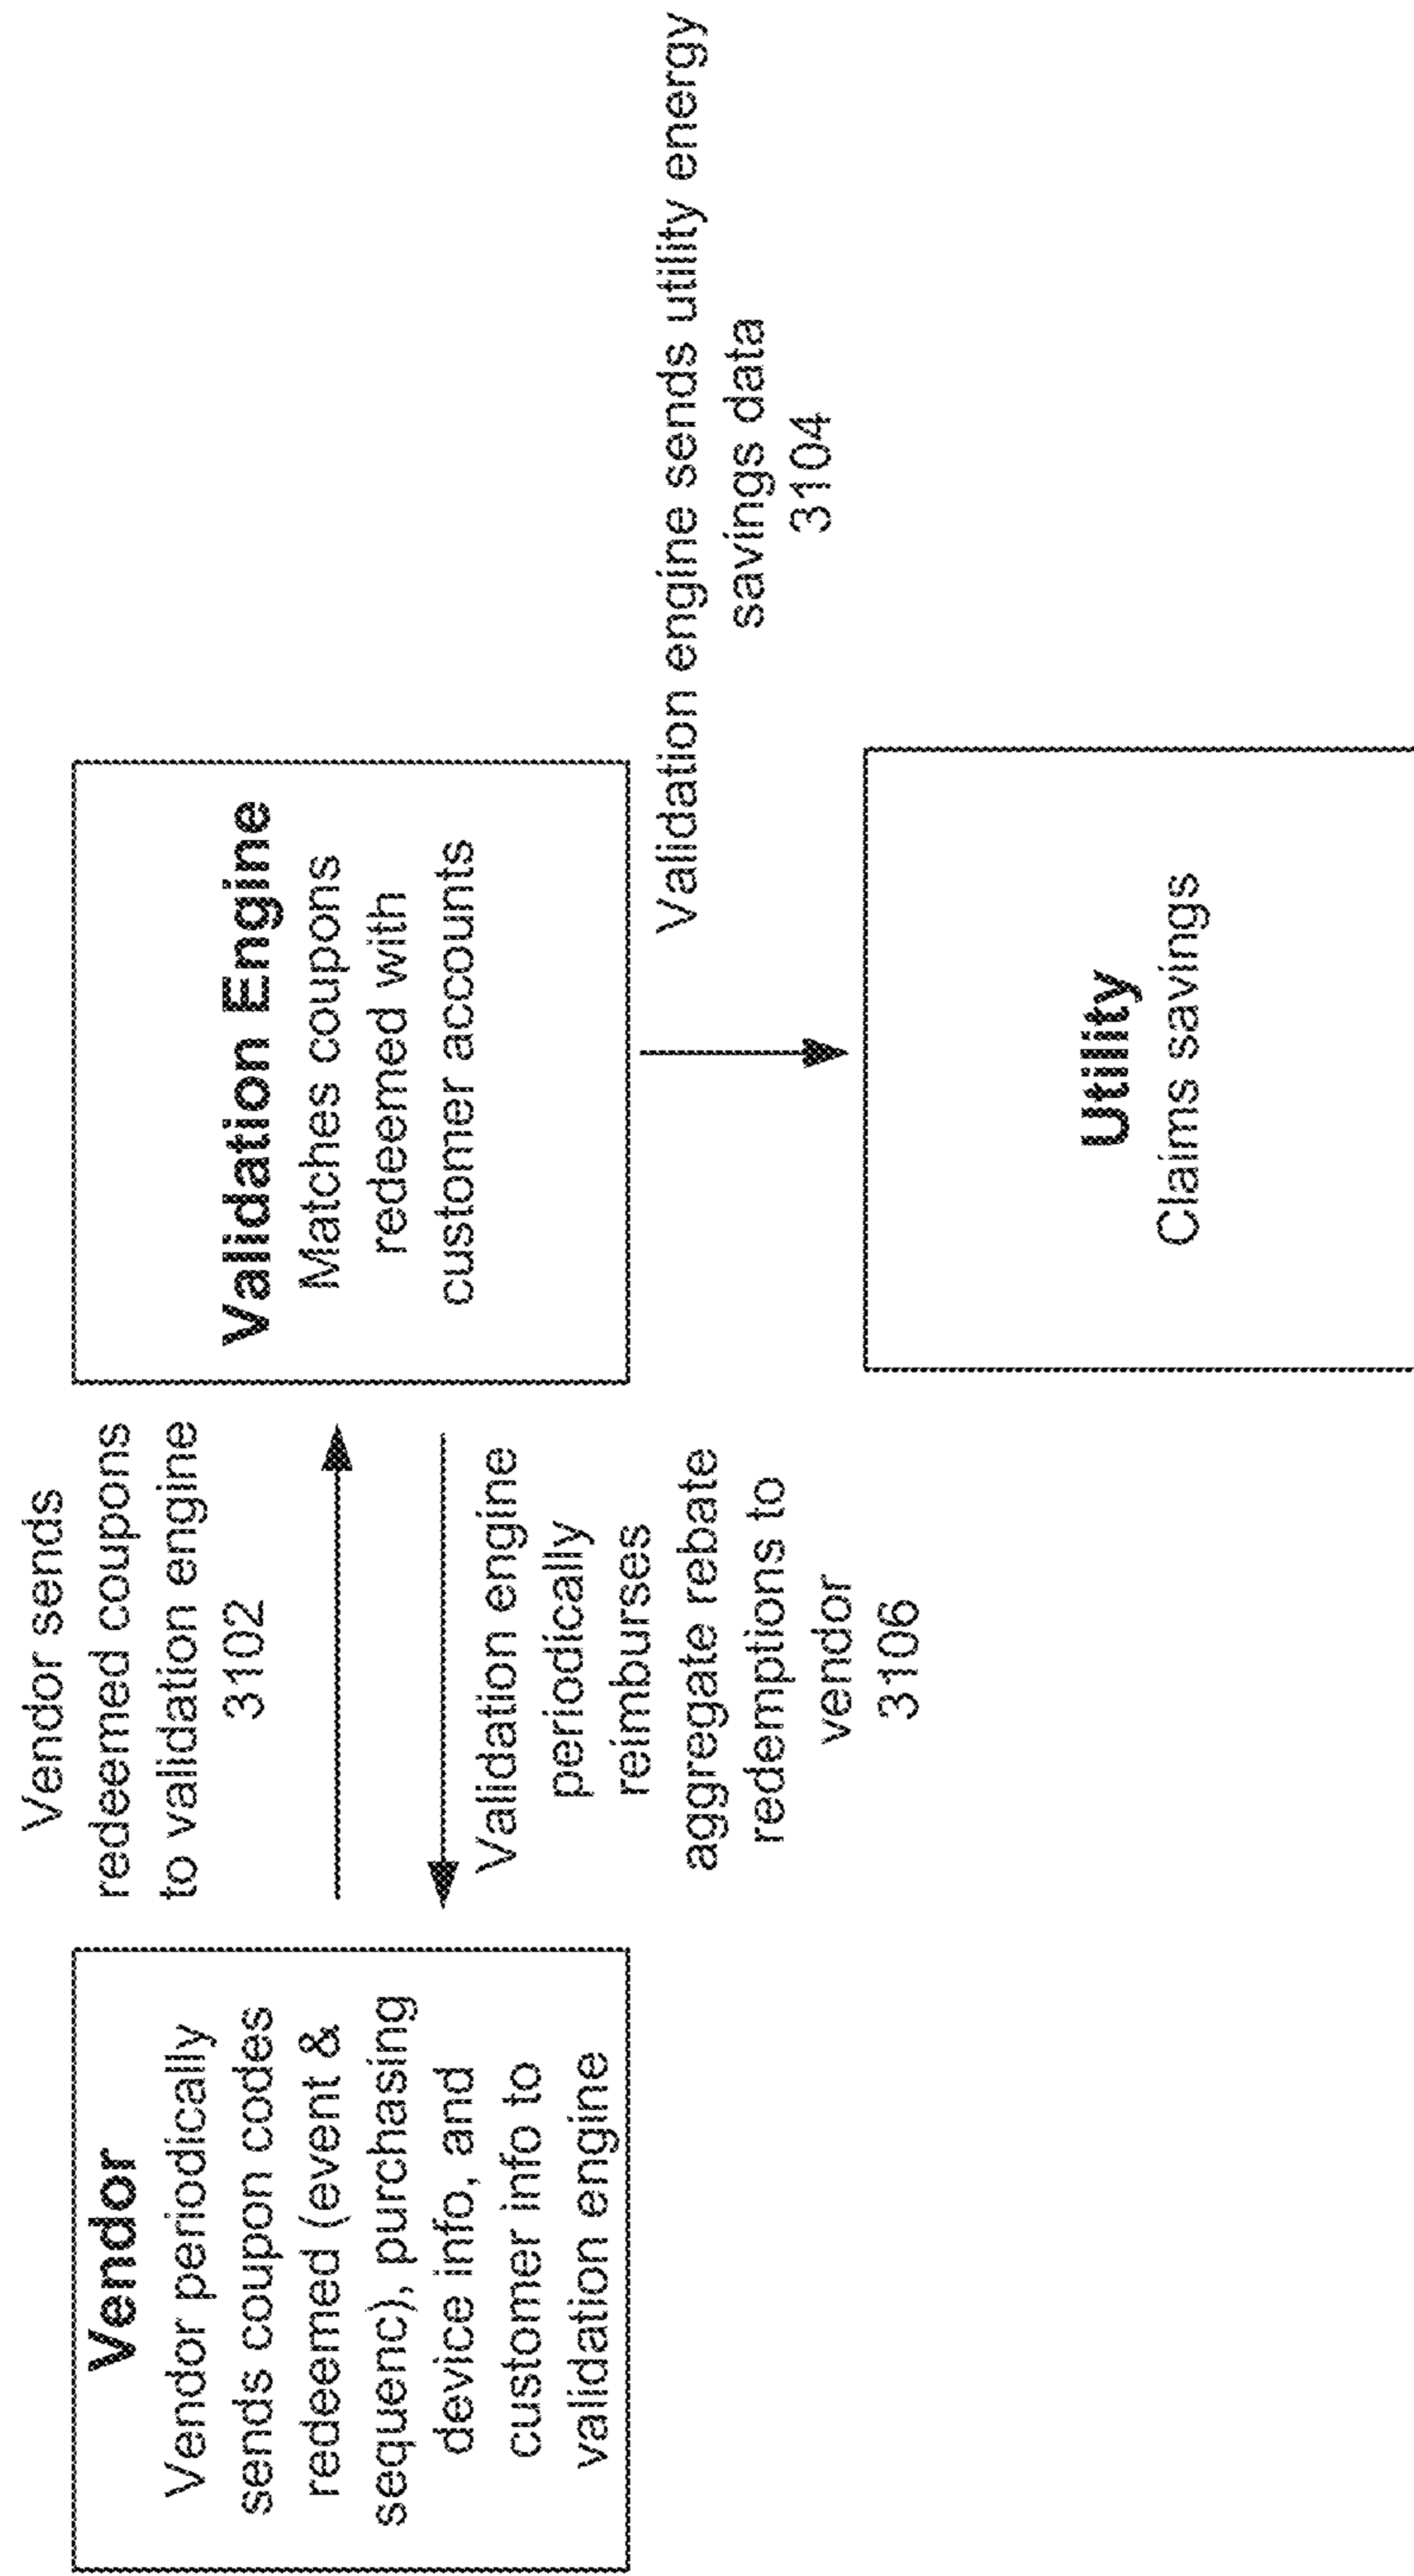 Vendor
Vendor periodically
sends coupon codes
redeemed (event &
sequenc), purchasing
device info, and
customer info to
validation engine
Vendor sends
redeemed coupons
to validation engine
3102
Validation engine
periodically
reimburses
aggregate rebate
redemptions to
vendor
3106
Validation Engine
Matches coupons
redeemed with
customer accounts
Validation engine sends utility energy
savings data
3104
Utility
Claims savings